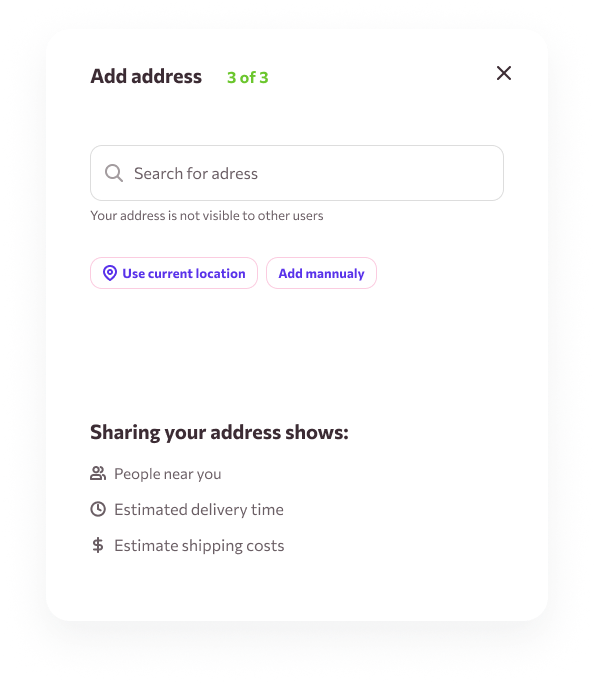 Add address 3 of 3
Search for adress
Your address is not visible to other users
Use current location Add mannualy
Sharing your address shows:
People near you
Estimated delivery time
Estimate shipping costs